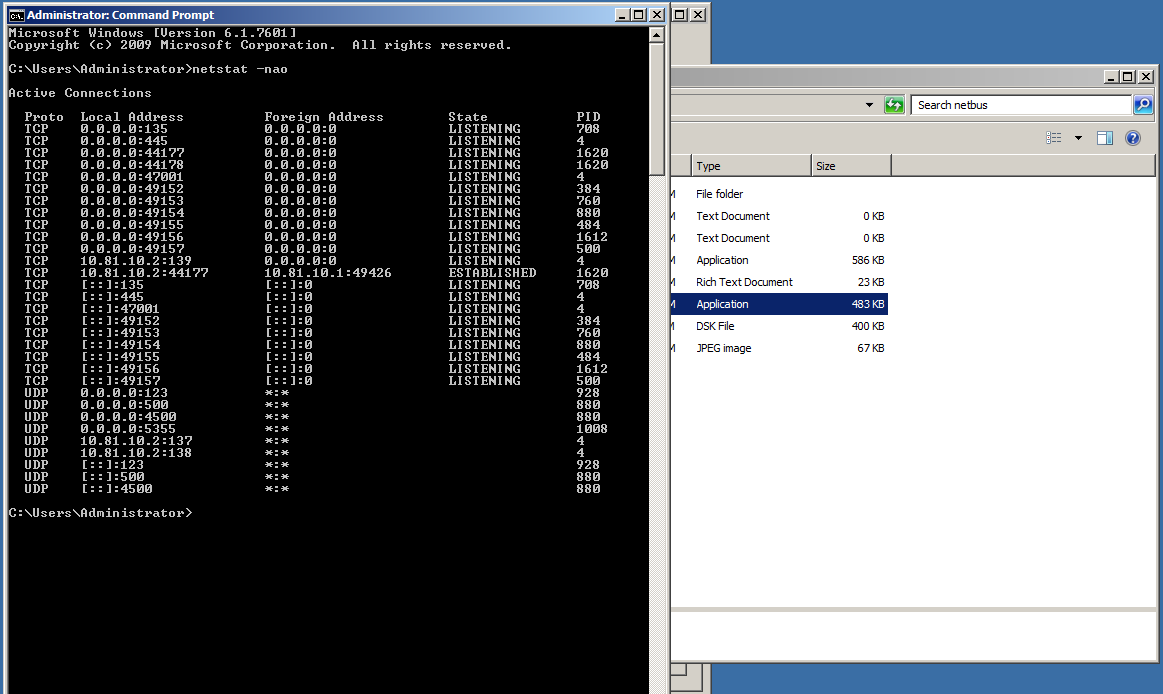 Administrator: Command Prompt
Microsoft Windows [Version 6.1.7601]
Copyright (c) 2009 Microsoft Corporation.  All rights reserved.
C:\Users\Administrator>netstat -nao
Active Connections
Proto  Local Address          Foreign Address        State           PID
TCP    0.0.0.0:135            0.0.0.0:0              LISTENING       708
TCP    0.0.0.0:445            0.0.0.0:0              LISTENING       4
TCP    0.0.0.0:44177          0.0.0.0:0              LISTENING       1620
TCP    0.0.0.0:44178          0.0.0.0:0              LISTENING       1620
TCP    0.0.0.0:47001          0.0.0.0:0              LISTENING       4
TCP    0.0.0.0:49152          0.0.0.0:0              LISTENING       384
TCP    0.0.0.0:49153          0.0.0.0:0              LISTENING       760
TCP    0.0.0.0:49154          0.0.0.0:0              LISTENING       880
TCP    0.0.0.0:49155          0.0.0.0:0              LISTENING       484
TCP    0.0.0.0:49156          0.0.0.0:0              LISTENING       1612
TCP    0.0.0.0:49157          0.0.0.0:0              LISTENING       500
TCP    10.81.10.2:139         0.0.0.0:0              LISTENING       4
TCP    10.81.10.2:44177       10.81.10.1:49426       ESTABLISHED     1620
TCP    [::]:135               [::]:0                 LISTENING       708
TCP    [::]:445               [::]:0                 LISTENING       4
TCP    [::]:47001             [::]:0                 LISTENING       4
TCP    [::]:49152             [::]:0                 LISTENING       384
TCP    [::]:49153             [::]:0                 LISTENING       760
TCP    [::]:49154             [::]:0                 LISTENING       880
TCP    [::]:49155             [::]:0                 LISTENING       484
TCP    [::]:49156             [::]:0                 LISTENING       1612
TCP    [::]:49157             [::]:0                 LISTENING       500
UDP    0.0.0.0:123            *:*                                    928
UDP    0.0.0.0:500            *:*                                    880
UDP    0.0.0.0:4500           *:*                                    880
UDP    0.0.0.0:5355           *:*                                    1008
UDP    10.81.10.2:137         *:*                                    4
UDP    10.81.10.2:138         *:*                                    4
UDP    [::]:123               *:*                                    928
UDP    [::]:500               *:*                                    880
UDP    [::]:4500              *:*                                    880
C:\Users\Administrator>
Search netbus
Type Size
File folder
Text Document 0 KB
Text Document 0 KB
Application 586 KB
Rich Text Document 23 KB
Application 483 KB
DSK File 400 KB
JPEG image 67 KB